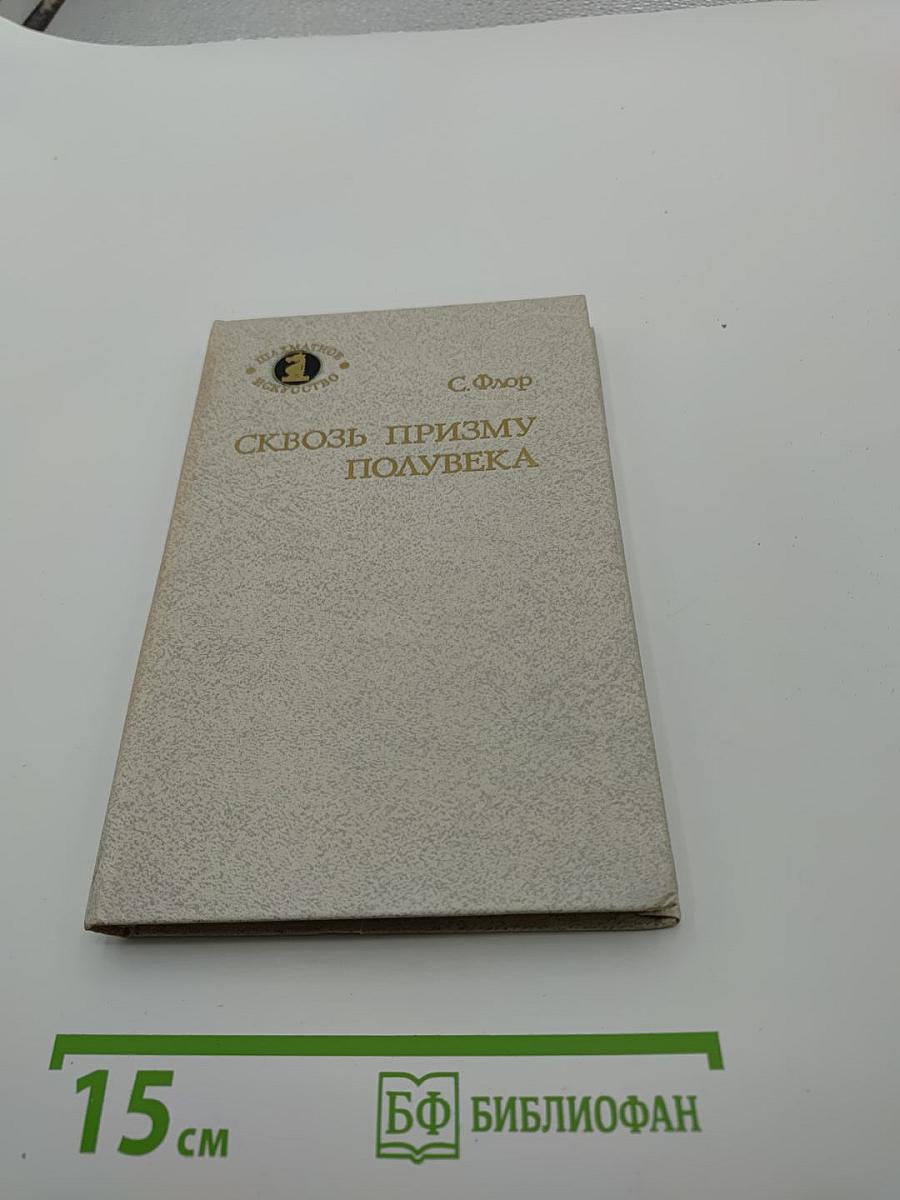 ШАХМАТНОЕ
ИСКУССТВО
С. Флор
СКВОЗЬ ПРИЗМУ
ПОЛУВЕКА
15 см
БФ БИБЛИОФАН